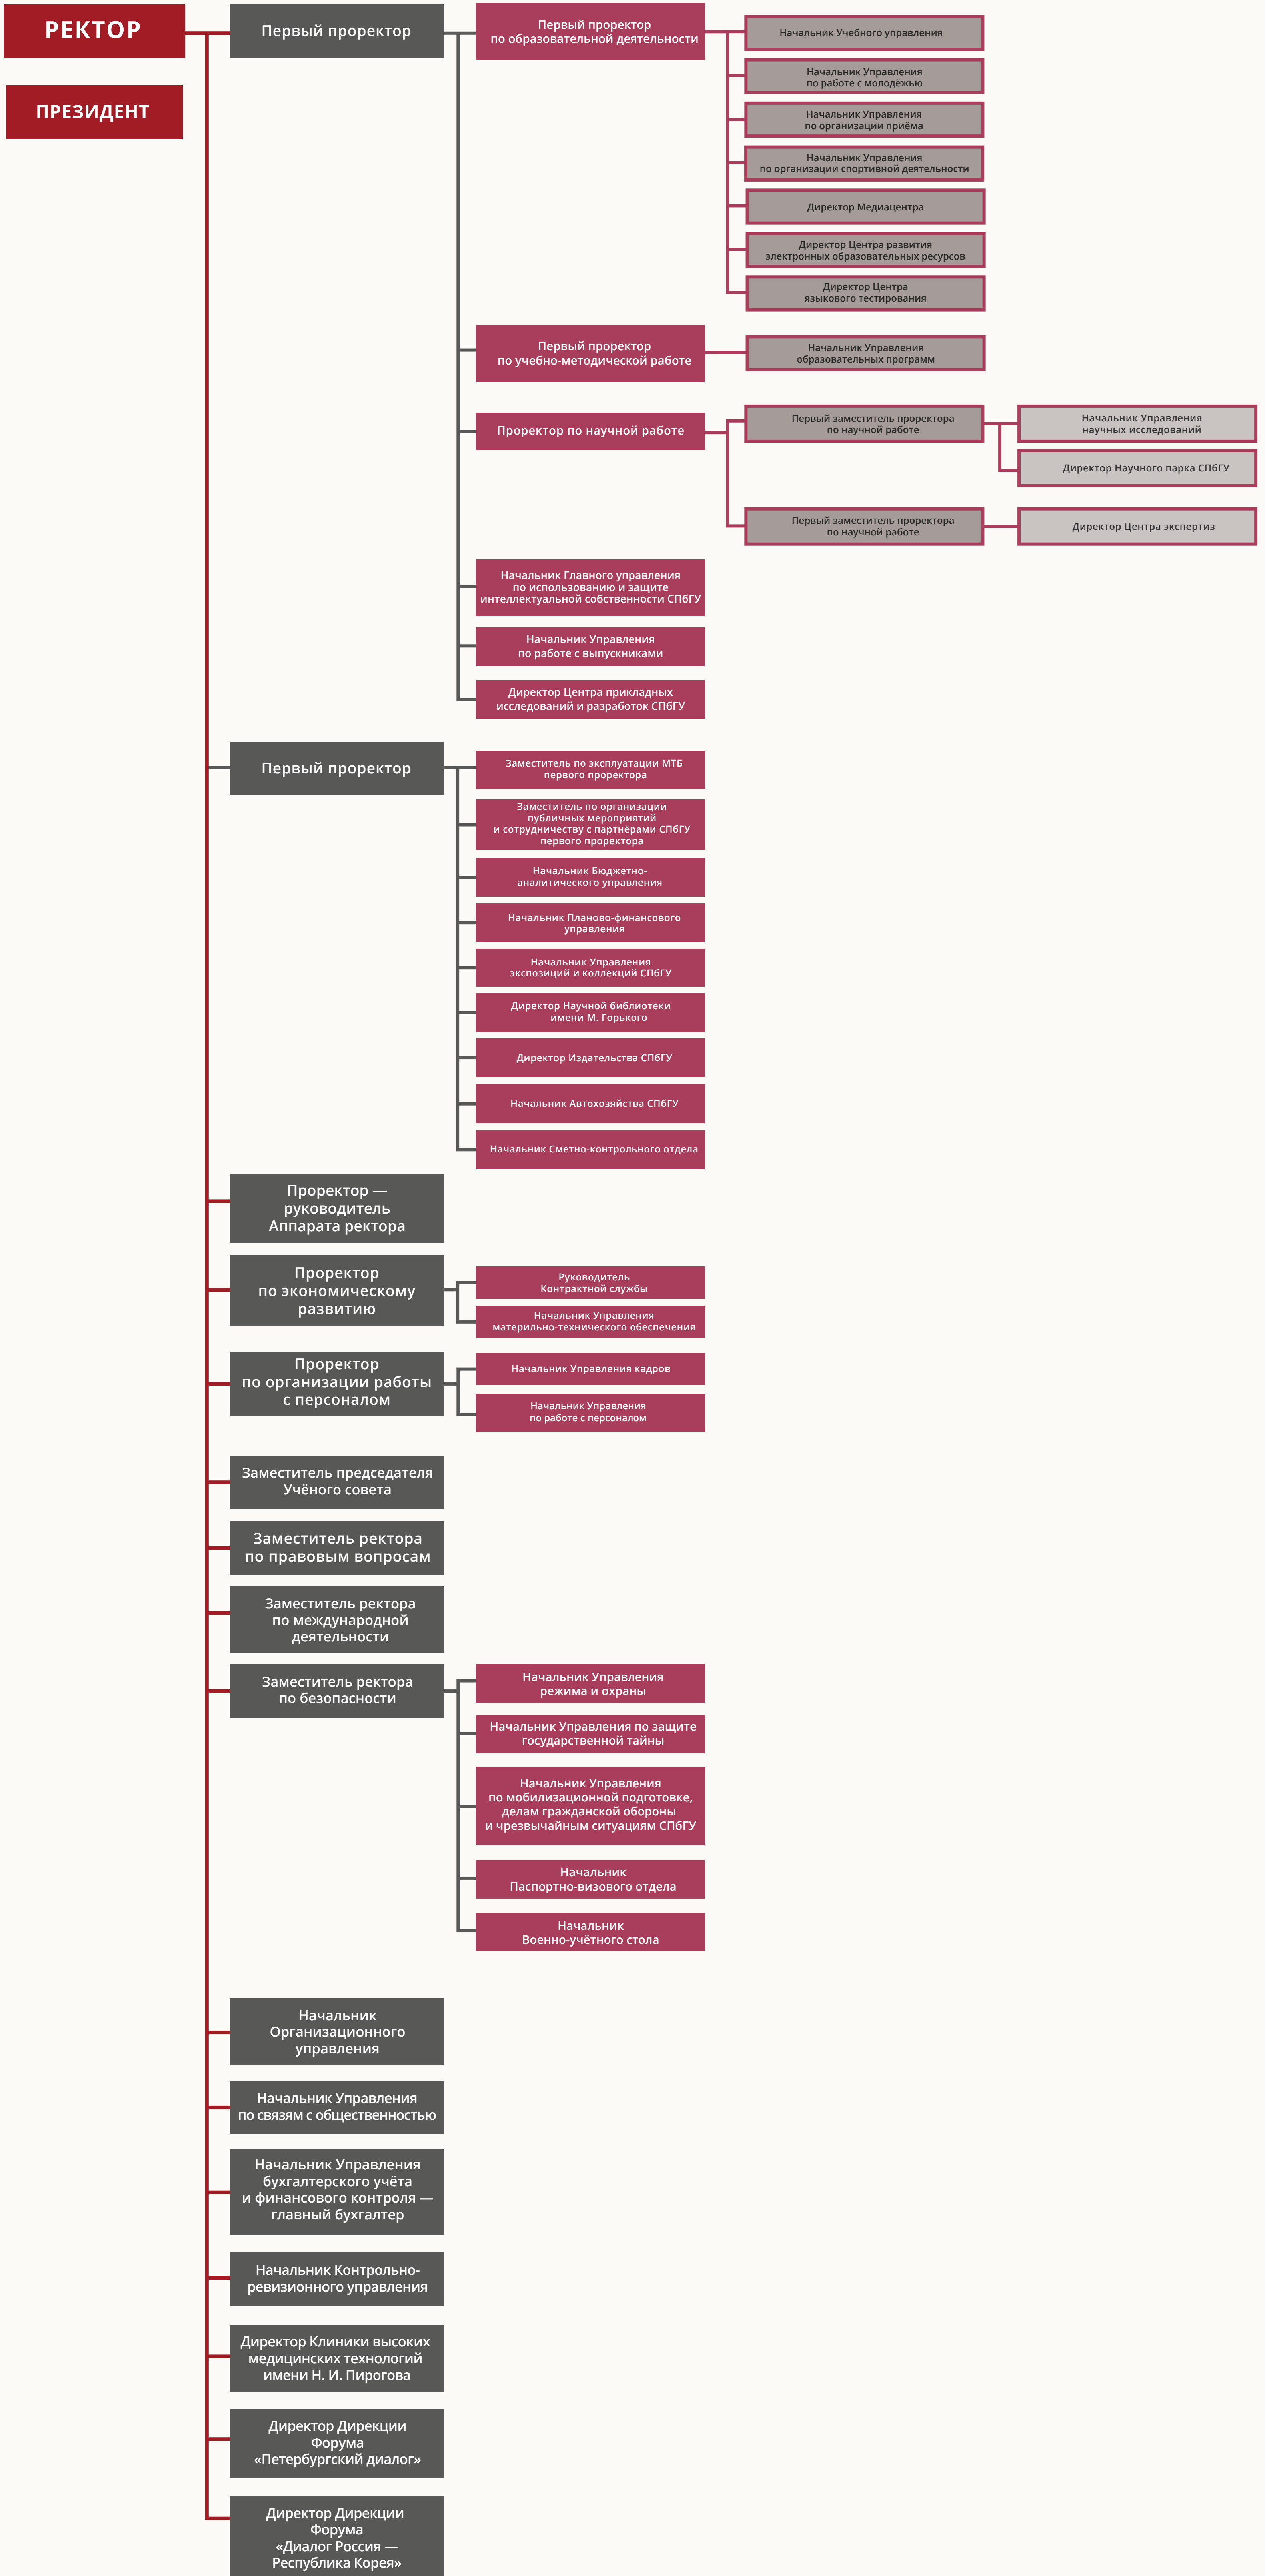 РЕКТОР
ПРЕЗИДЕНТ
Первый проректор
Первый проректор
по образовательной деятельности
Начальник Учебного управления
Начальник Управления
по работе с молодёжью
Начальник Управления
по организации приёма
Начальник Управления
по организации спортивной деятельности
Директор Медиацентра
Директор Центра развития
электронных образовательных ресурсов
Директор Центра
языкового тестирования
Первый проректор
по учебно-методической работе
Начальник Управления
образовательных программ
Проректор по научной работе
Первый заместитель проректора
по научной работе
Начальник Управления
научных исследований
Директор Научного парка СПбГУ
Первый заместитель проректора
по научной работе
Директор Центра экспертиз
Начальник Главного управления
по использованию и защите
интеллектуальной собственности СПбГУ
Начальник Управления
по работе с выпускниками
Директор Центра прикладных
исследований и разработок СПбГУ
Первый проректор
Заместитель по эксплуатации МТБ
первого проректора
Заместитель по организации
публичных мероприятий
и сотрудничеству с партнёрами СПбГУ
первого проректора
Начальник Бюджетно-
аналитического управления
Начальник Планово-финансового
управления
Начальник Управления
экспозиций и коллекций СПбГУ
Директор Научной библиотеки
имени М. Горького
Директор Издательства СПбГУ
Начальник Автохозяйства СПбГУ
Начальник Сметно-контрольного отдела
Проректор —
руководитель
Аппарата ректора
Проректор
по экономическому
развитию
Руководитель
Контрактной службы
Начальник Управления
материльно-технического обеспечения
Проректор
по организации работы
с персоналом
Начальник Управления кадров
Начальник Управления
по работе с персоналом
Заместитель председателя
Учёного совета
Заместитель ректора
по правовым вопросам
Заместитель ректора
по международной
деятельности
Заместитель ректора
по безопасности
Начальник Управления
режима и охраны
Начальник Управления по защите
государственной тайны
Начальник Управления
по мобилизационной подготовке,
делам гражданской обороны
и чрезвычайным ситуациям СПбГУ
Начальник
Паспортно-визового отдела
Начальник
Военно-учётного стола
Начальник
Организационного
управления
Начальник Управления
по связям с общественностью
Начальник Управления
бухгалтерского учёта
и финансового контроля —
главный бухгалтер
Начальник Контрольно-
ревизионного управления
Директор Клиники высоких
медицинских технологий
имени Н. И. Пирогова
Директор Дирекции
Форума
«Петербургский диалог»
Директор Дирекции
Форума
«Диалог Россия —
Республика Корея»